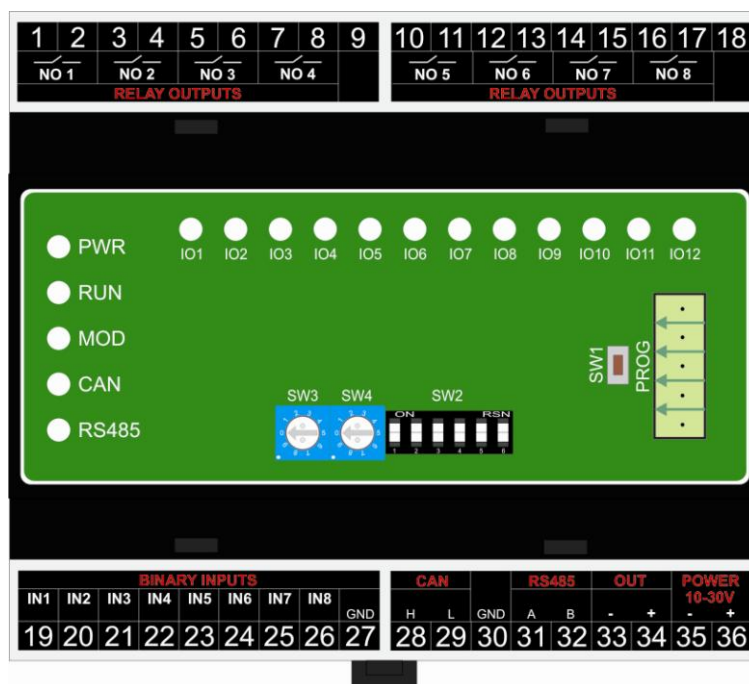 1 2 3 4 5 6 7 8 9 10 11 12 13 14 15 16 17 18
NO 1 NO 2 NO 3 NO 4 NO 5 NO 6 NO 7 NO 8
RELAY OUTPUTS RELAY OUTPUTS
IO1 IO2 IO3 IO4 IO5 IO6 IO7 IO8 IO9 IO10 IO11 IO12
PWR
RUN
MOD
CAN
RS485
SW3 SW4 SW2
ON RSN
1 2 3 4 5 6
SW1
PROG
BINARY INPUTS CAN RS485 OUT POWER
10-30V
IN1 IN2 IN3 IN4 IN5 IN6 IN7 IN8
GND H L GND A B - + - +
19 20 21 22 23 24 25 26 27 28 29 30 31 32 33 34 35 36